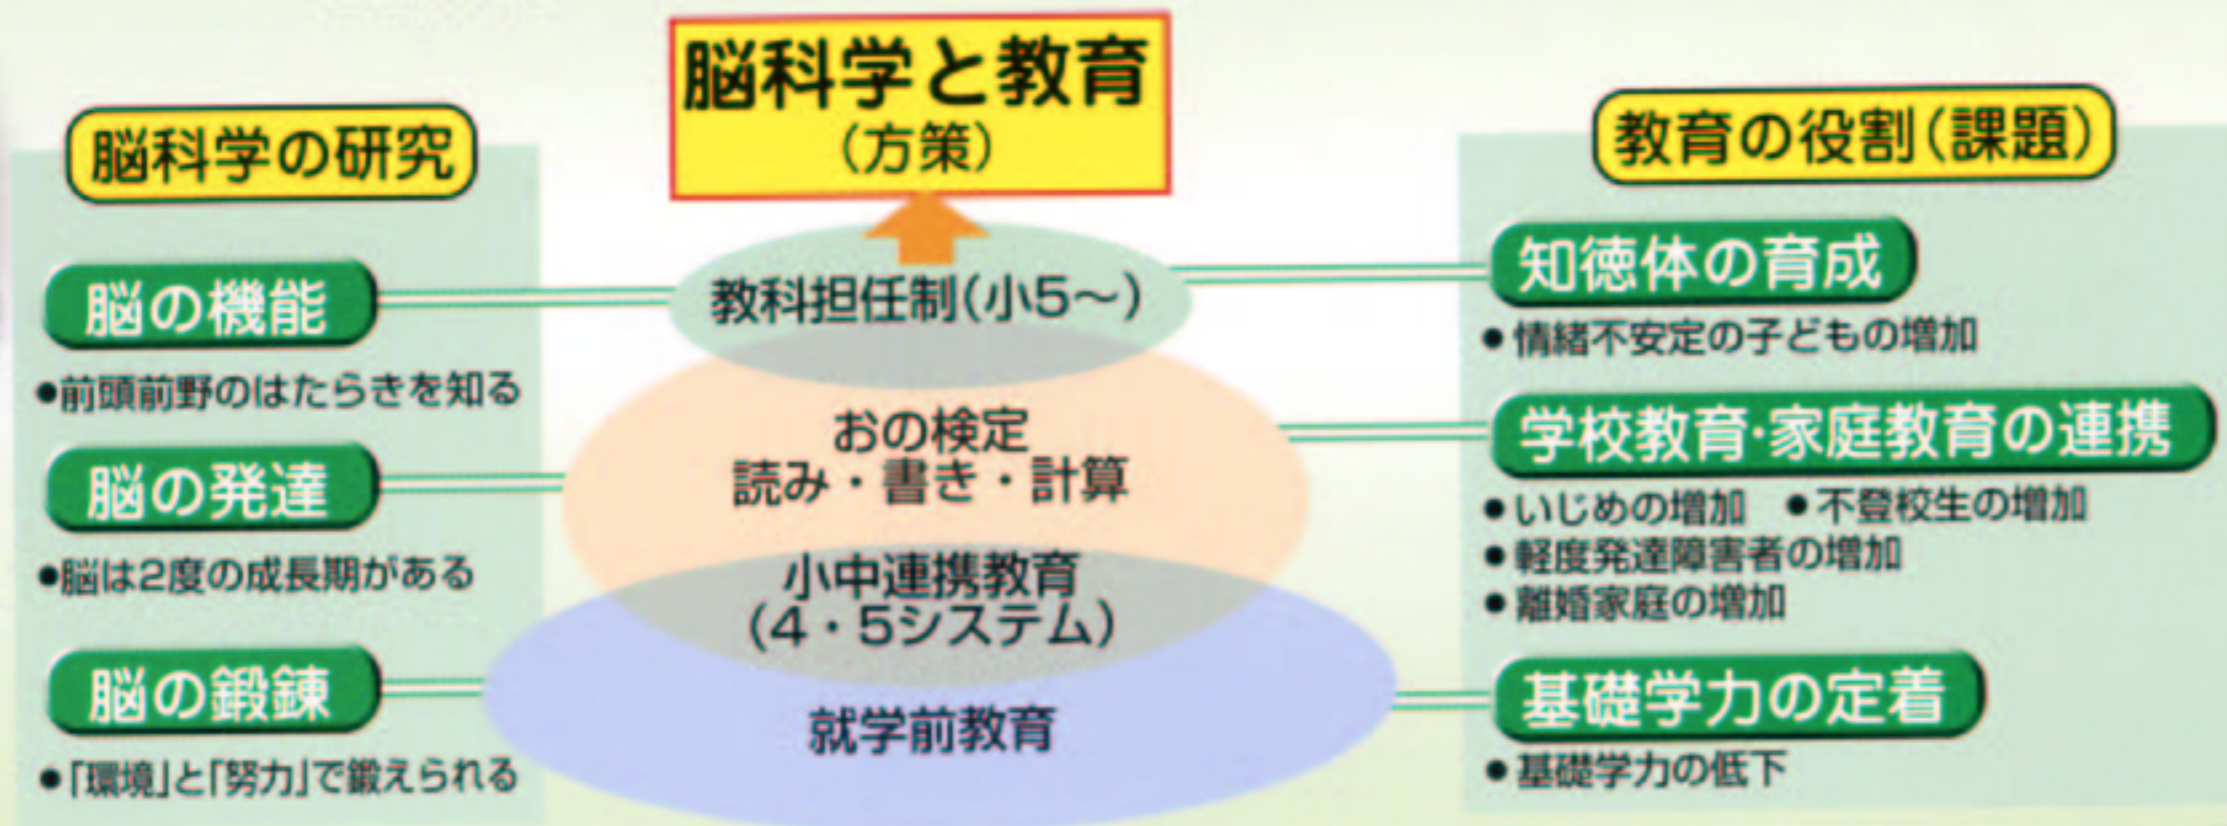 脳科学と教育
(方策)
脳科学の研究
脳の機能
●前頭前野のはたらきを知る
脳の発達
●脳は2度の成長期がある
脳の鍛錬
●「環境」と「努力」で鍛えられる
教科担任制(小5~)
おの検定
読み・書き・計算
小中連携教育
(4・5システム)
就学前教育
教育の役割(課題)
知徳体の育成
●情緒不安定の子どもの増加
学校教育・家庭教育の連携
●いじめの増加 ●不登校生の増加
●軽度発達障害者の増加
●離婚家庭の増加
基礎学力の定着
●基礎学力の低下